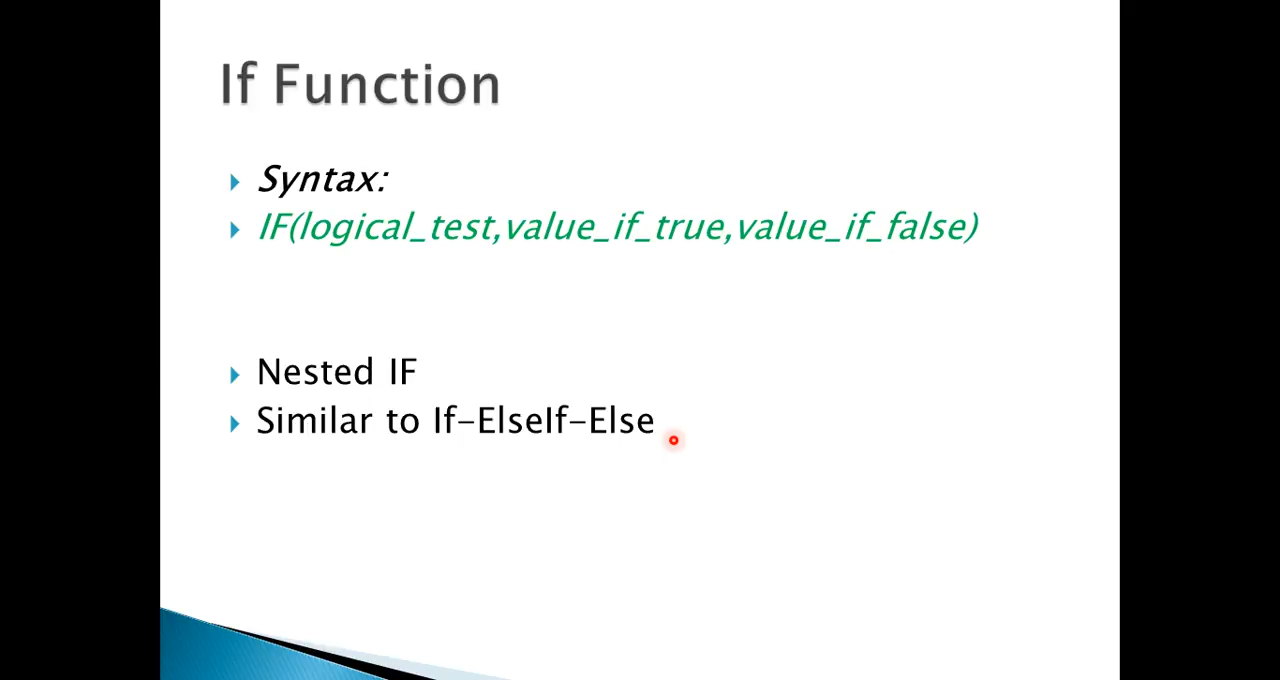 If Function
Syntax:
IF(logical_test,value_if_true,value_if_false)
Nested IF
Similar to If-ElseIf-Else